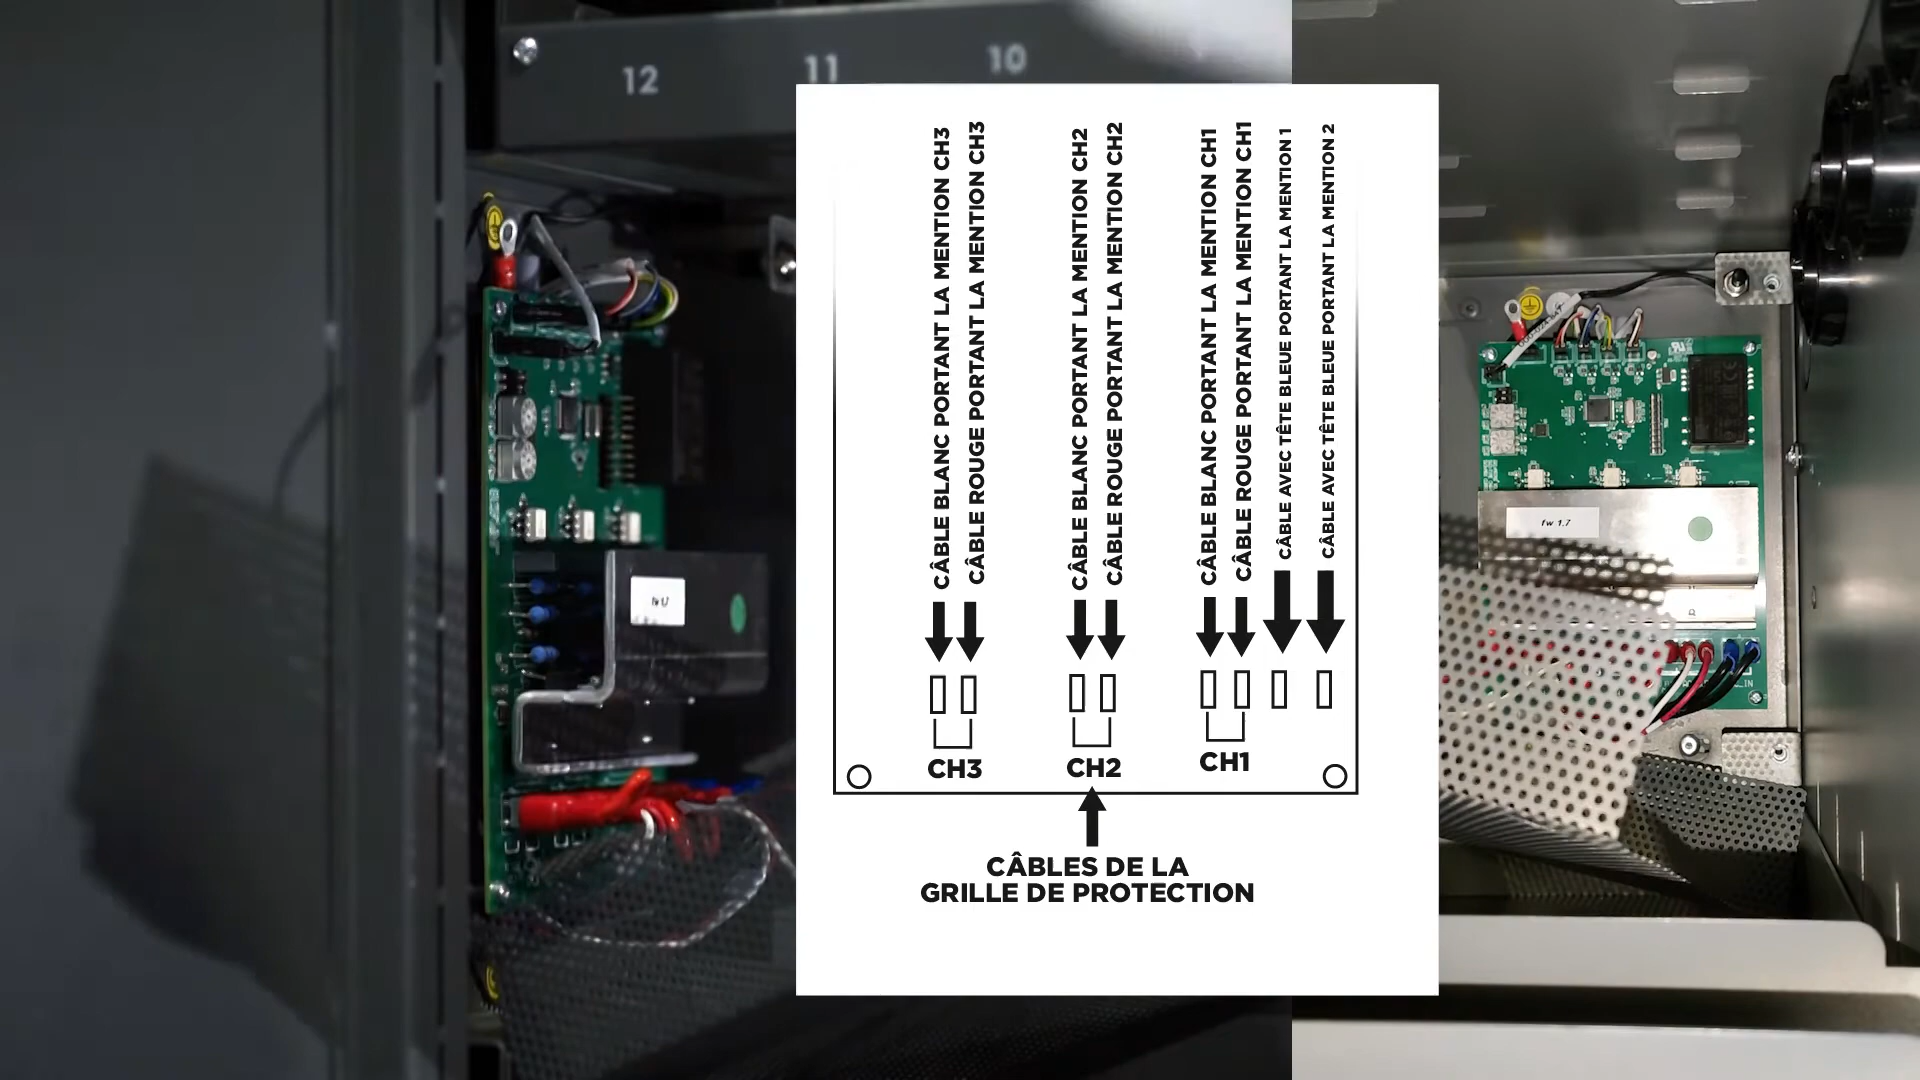 12
11
10
CÂBLE BLANC PORTANT LA MENTION CH3
CÂBLE ROUGE PORTANT LA MENTION CH3
CÂBLE BLANC PORTANT LA MENTION CH2
CÂBLE ROUGE PORTANT LA MENTION CH2
CÂBLE BLANC PORTANT LA MENTION CH1
CÂBLE ROUGE PORTANT LA MENTION CH1
CÂBLE AVEC TÊTE BLEUE PORTANT LA MENTION 1
CÂBLE AVEC TÊTE BLEUE PORTANT LA MENTION 2
CH3
CH2
CH1
CÂBLES DE LA
GRILLE DE PROTECTION
fw 1.7